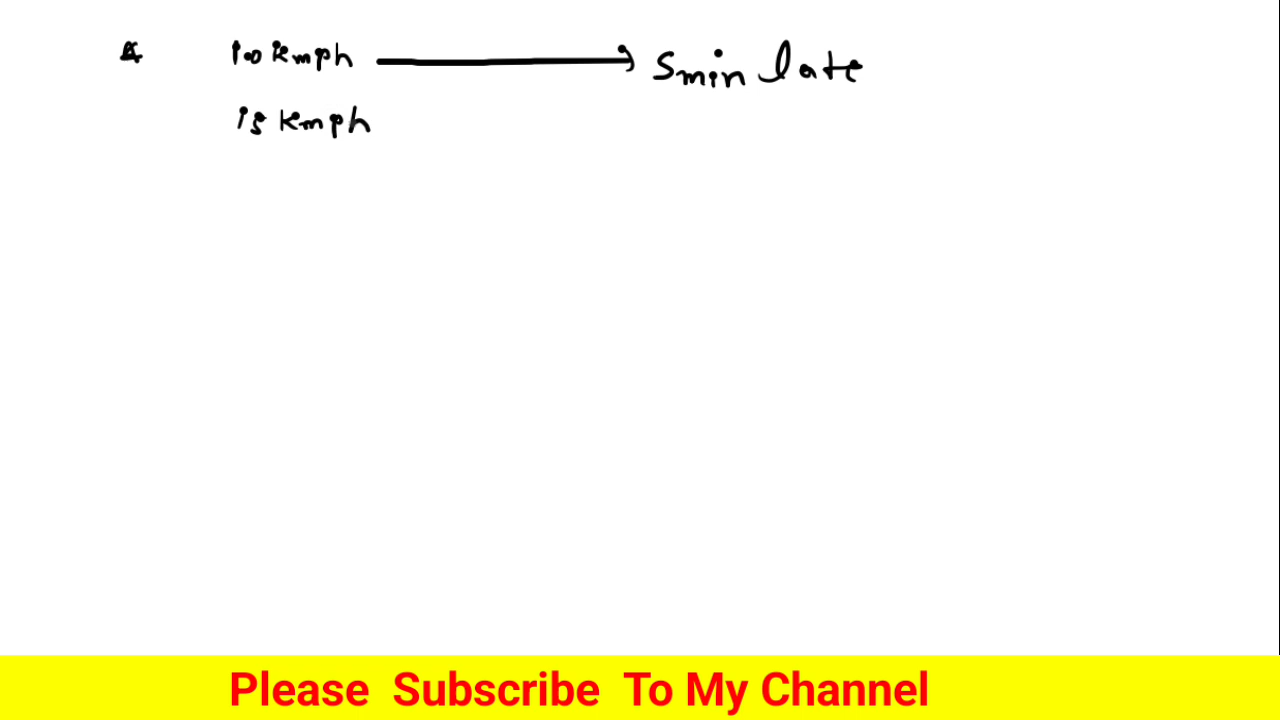 100 kmph → 5min late
15 kmph
Please Subscribe To My Channel